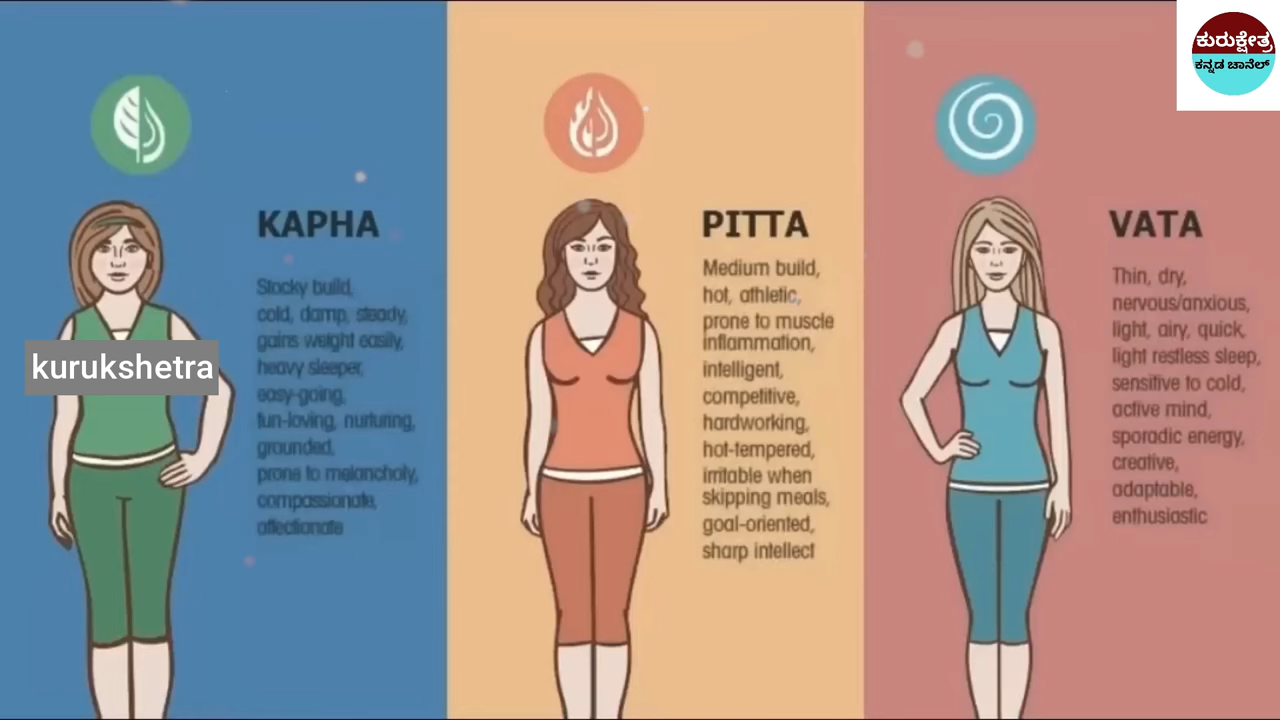 ಕುರುಕ್ಷೇತ್ರ
ಕನ್ನಡ ಚಾನೆಲ್
KAPHA
Stocky build,
cold, damp, steady,
gains weight easily,
heavy sleeper,
easy-going,
fun-loving, nurturing,
grounded,
prone to melancholy,
compassionate,
affectionate
kurukshetra
PITTA
Medium build,
hot, athletic,
prone to muscle
inflammation,
intelligent,
competitive,
hardworking,
hot-tempered,
irritable when
skipping meals,
goal-oriented,
sharp intellect
VATA
Thin, dry,
nervous/anxious,
light, airy, quick,
light restless sleep,
sensitive to cold,
active mind,
sporadic energy,
creative,
adaptable,
enthusiastic